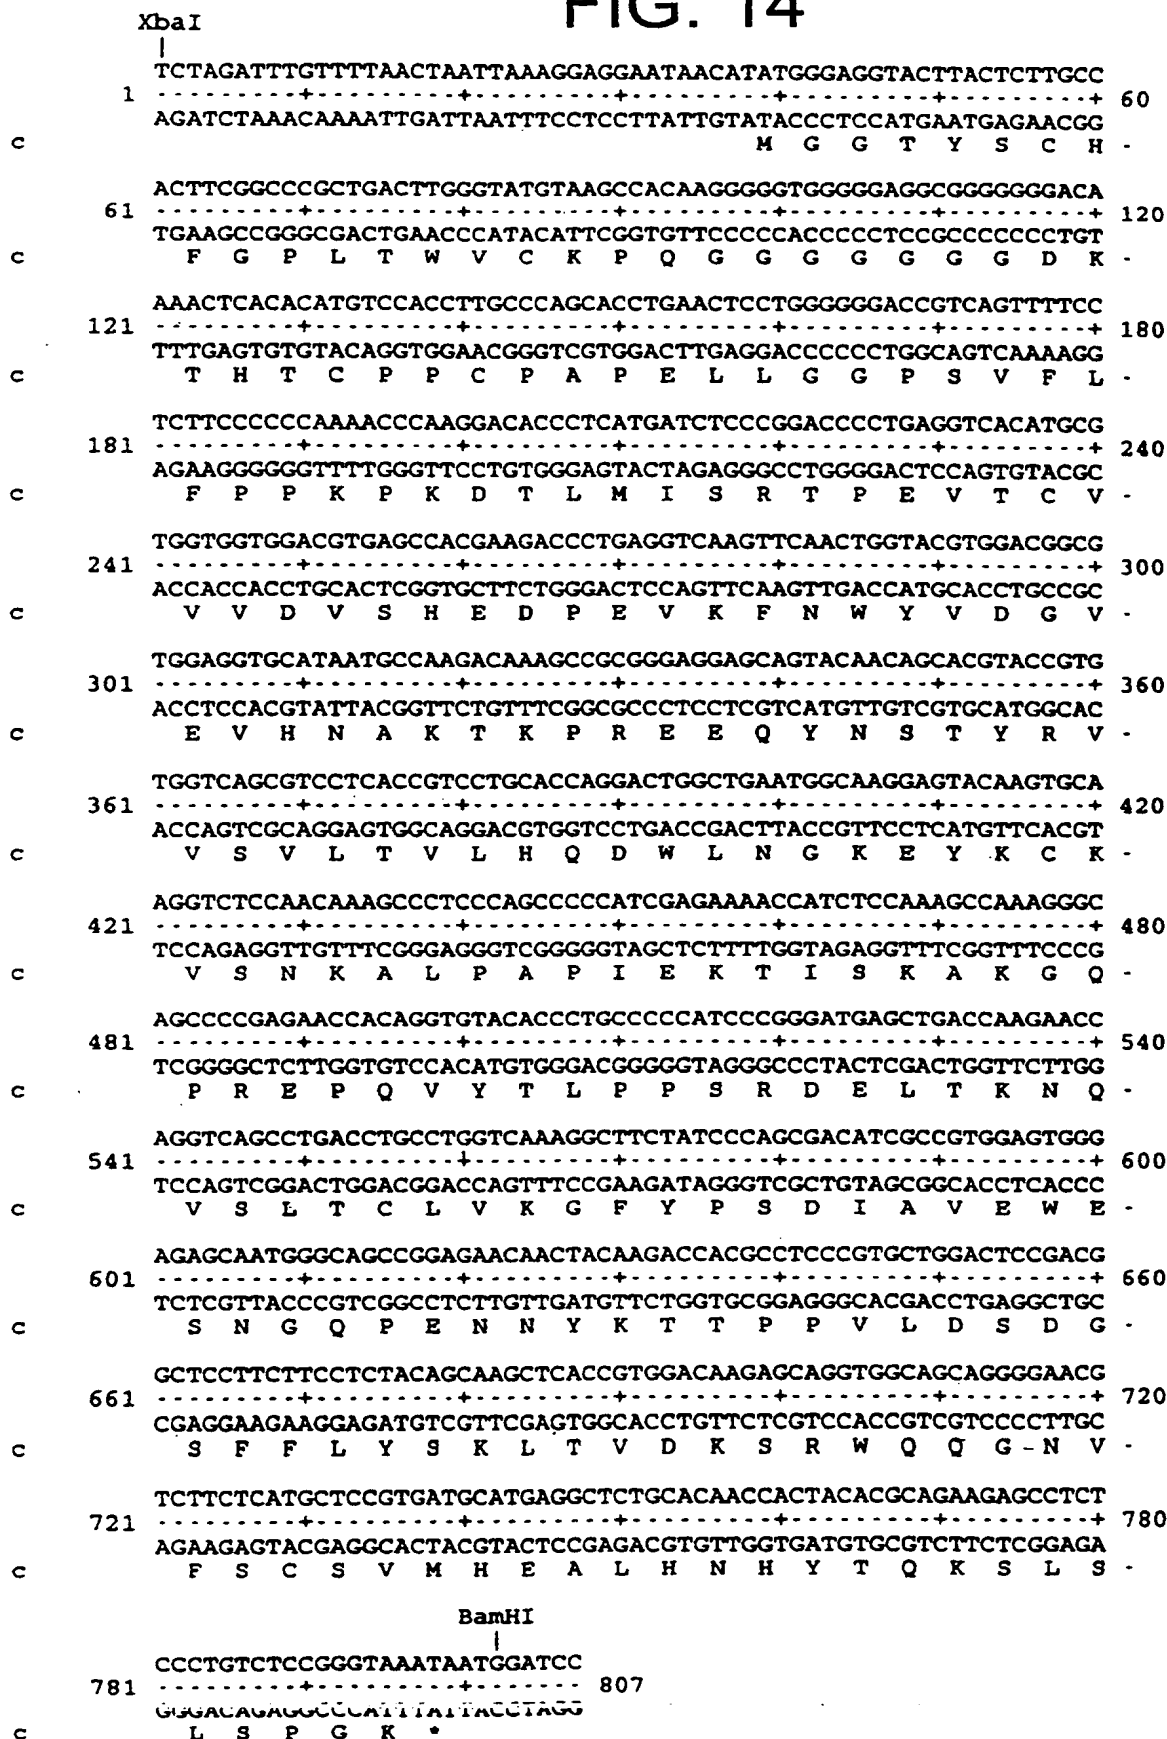 FIG. 14
XbaI
TCTAGATTTGTTTTAACTAATTAAAGGAGGAATAACATATGGGAGGTACTTACTCTTGCC
1 ---------+---------+---------+---------+---------+---------+ 60
AGATCTAAACAAAATTGATTAATTTCCTCCTTATTGTATACCCTCCATGAATGAGAACGG
c M G G T Y S C H -
ACTTCGGCCCGCTGACTTGGGTATGTAAGCCACAAGGGGGTGGGGGAGGCGGGGGGGACA
61 ---------+---------+---------+---------+---------+---------+ 120
TGAAGCCGGGCGACTGAACCCATACATTCGGTGTTCCCCCACCCCCTCCGCCCCCCCTGT
c F G P L T W V C K P Q G G G G G G G D K -
AAACTCACACATGTCCACCTTGCCCAGCACCTGAACTCCTGGGGGGACCGTCAGTTTTCC
121 ---------+---------+---------+---------+---------+---------+ 180
TTTGAGTGTGTACAGGTGGAACGGGTCGTGGACTTGAGGACCCCCCTGGCAGTCAAAAGG
c T H T C P P C P A P E L L G G P S V F L -
TCTTCCCCCCAAAACCCAAGGACACCCTCATGATCTCCCGGACCCCTGAGGTCACATGCG
181 ---------+---------+---------+---------+---------+---------+ 240
AGAAGGGGGGTTTTGGGTTCCTGTGGGAGTACTAGAGGGCCTGGGGACTCCAGTGTACGC
c F P P K P K D T L M I S R T P E V T C V -
TGGTGGTGGACGTGAGCCACGAAGACCCTGAGGTCAAGTTCAACTGGTACGTGGACGGCG
241 ---------+---------+---------+---------+---------+---------+ 300
ACCACCACCTGCACTCGGTGCTTCTGGGACTCCAGTTCAAGTTGACCATGCACCTGCCGC
c V V D V S H E D P E V K F N W Y V D G V -
TGGAGGTGCATAATGCCAAGACAAAGCCGCGGGAGGAGCAGTACAACAGCACGTACCGTG
301 ---------+---------+---------+---------+---------+---------+ 360
ACCTCCACGTATTACGGTTCTGTTTCGGCGCCCTCCTCGTCATGTTGTCGTGCATGGCAC
c E V H N A K T K P R E E Q Y N S T Y R V -
TGGTCAGCGTCCTCACCGTCCTGCACCAGGACTGGCTGAATGGCAAGGAGTACAAGTGCA
361 ---------+---------+---------+---------+---------+---------+ 420
ACCAGTCGCAGGAGTGGCAGGACGTGGTCCTGACCGACTTACCGTTCCTCATGTTCACGT
c V S V L T V L H Q D W L N G K E Y K C K -
AGGTCTCCAACAAAGCCCTCCCAGCCCCCATCGAGAAAACCATCTCCAAAGCCAAAGGGC
421 ---------+---------+---------+---------+---------+---------+ 480
TCCAGAGGTTGTTTCGGGAGGGTCGGGGGTAGCTCTTTTGGTAGAGGTTTCGGTTTCCCG
c V S N K A L P A P I E K T I S K A K G Q -
AGCCCCGAGAACCACAGGTGTACACCCTGCCCCCATCCCGGGATGAGCTGACCAAGAACC
481 ---------+---------+---------+---------+---------+---------+ 540
TCGGGGCTCTTGGTGTCCACATGTGGGACGGGGGTAGGGCCCTACTCGACTGGTTCTTGG
c P R E P Q V Y T L P P S R D E L T K N Q -
AGGTCAGCCTGACCTGCCTGGTCAAAGGCTTCTATCCCAGCGACATCGCCGTGGAGTGGG
541 ---------+---------+---------+---------+---------+---------+ 600
TCCAGTCGGACTGGACGGACCAGTTTCCGAAGATAGGGTCGCTGTAGCGGCACCTCACCC
c V S L T C L V K G F Y P S D I A V E W E -
AGAGCAATGGGCAGCCGGAGAACAACTACAAGACCACGCCTCCCGTGCTGGACTCCGACG
601 ---------+---------+---------+---------+---------+---------+ 660
TCTCGTTACCCGTCGGCCTCTTGTTGATGTTCTGGTGCGGAGGGCACGACCTGAGGCTGC
c S N G Q P E N N Y K T T P P V L D S D G -
GCTCCTTCTTCCTCTACAGCAAGCTCACCGTGGACAAGAGCAGGTGGCAGCAGGGGAACG
661 ---------+---------+---------+---------+---------+---------+ 720
CGAGGAAGAAGGAGATGTCGTTCGAGTGGCACCTGTTCTCGTCCACCGTCGTCCCCTTGC
c S F F L Y S K L T V D K S R W Q Q G N V -
TCTTCTCATGCTCCGTGATGCATGAGGCTCTGCACAACCACTACACGCAGAAGAGCCTCT
721 ---------+---------+---------+---------+---------+---------+ 780
AGAAGAGTACGAGGCACTACGTACTCCGAGACGTGTTGGTGATGTGCGTCTTCTCGGAGA
c F S C S V M H E A L H N H Y T Q K S L S -
BamHI
CCCTGTCTCCGGGTAAATAATGGATCC
781 ---------+---------+------- 807
GGGACAGAGGCCCATTTATTACCTAGG
c L S P G K *